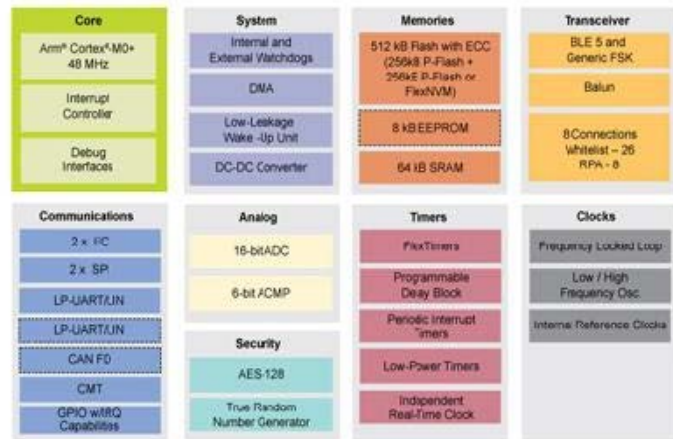 Core
Arm® Cortex®-M0+
48 MHz
Interrupt
Controller
Debug
Interfaces
System
Internal and
External Watchdogs
DMA
Low-Leakage
Wake-Up Unit
DC-DC Converter
Memories
512 kB Flash with ECC
(256kB P-Flash +
256kB P-Flash or
FlexNVM)
8 kB EEPROM
64 kB SRAM
Transceiver
BLE 5 and
Generic FSK
Balun
8 Connections
Whitelist – 26
RPA - 8
Communications
2 x I²C
2 x SPI
LP-UART/LIN
LP-UART/LIN
CAN FD
CMT
GPIO w/IRQ
Capabilities
Analog
16-bit ADC
6-bit ACMP
Security
AES-128
True Random
Number Generator
Timers
FlexTimers
Programmable
Delay Block
Periodic Interrupt
Timers
Low-Power Timers
Independent
Real-Time Clock
Clocks
Frequency Locked Loop
Low / High
Frequency Osc.
Internal Reference Clocks